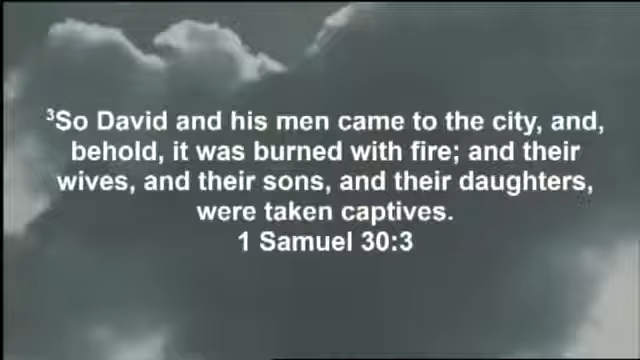 ³So David and his men came to the city, and,
behold, it was burned with fire; and their
wives, and their sons, and their daughters,
were taken captives.
1 Samuel 30:3